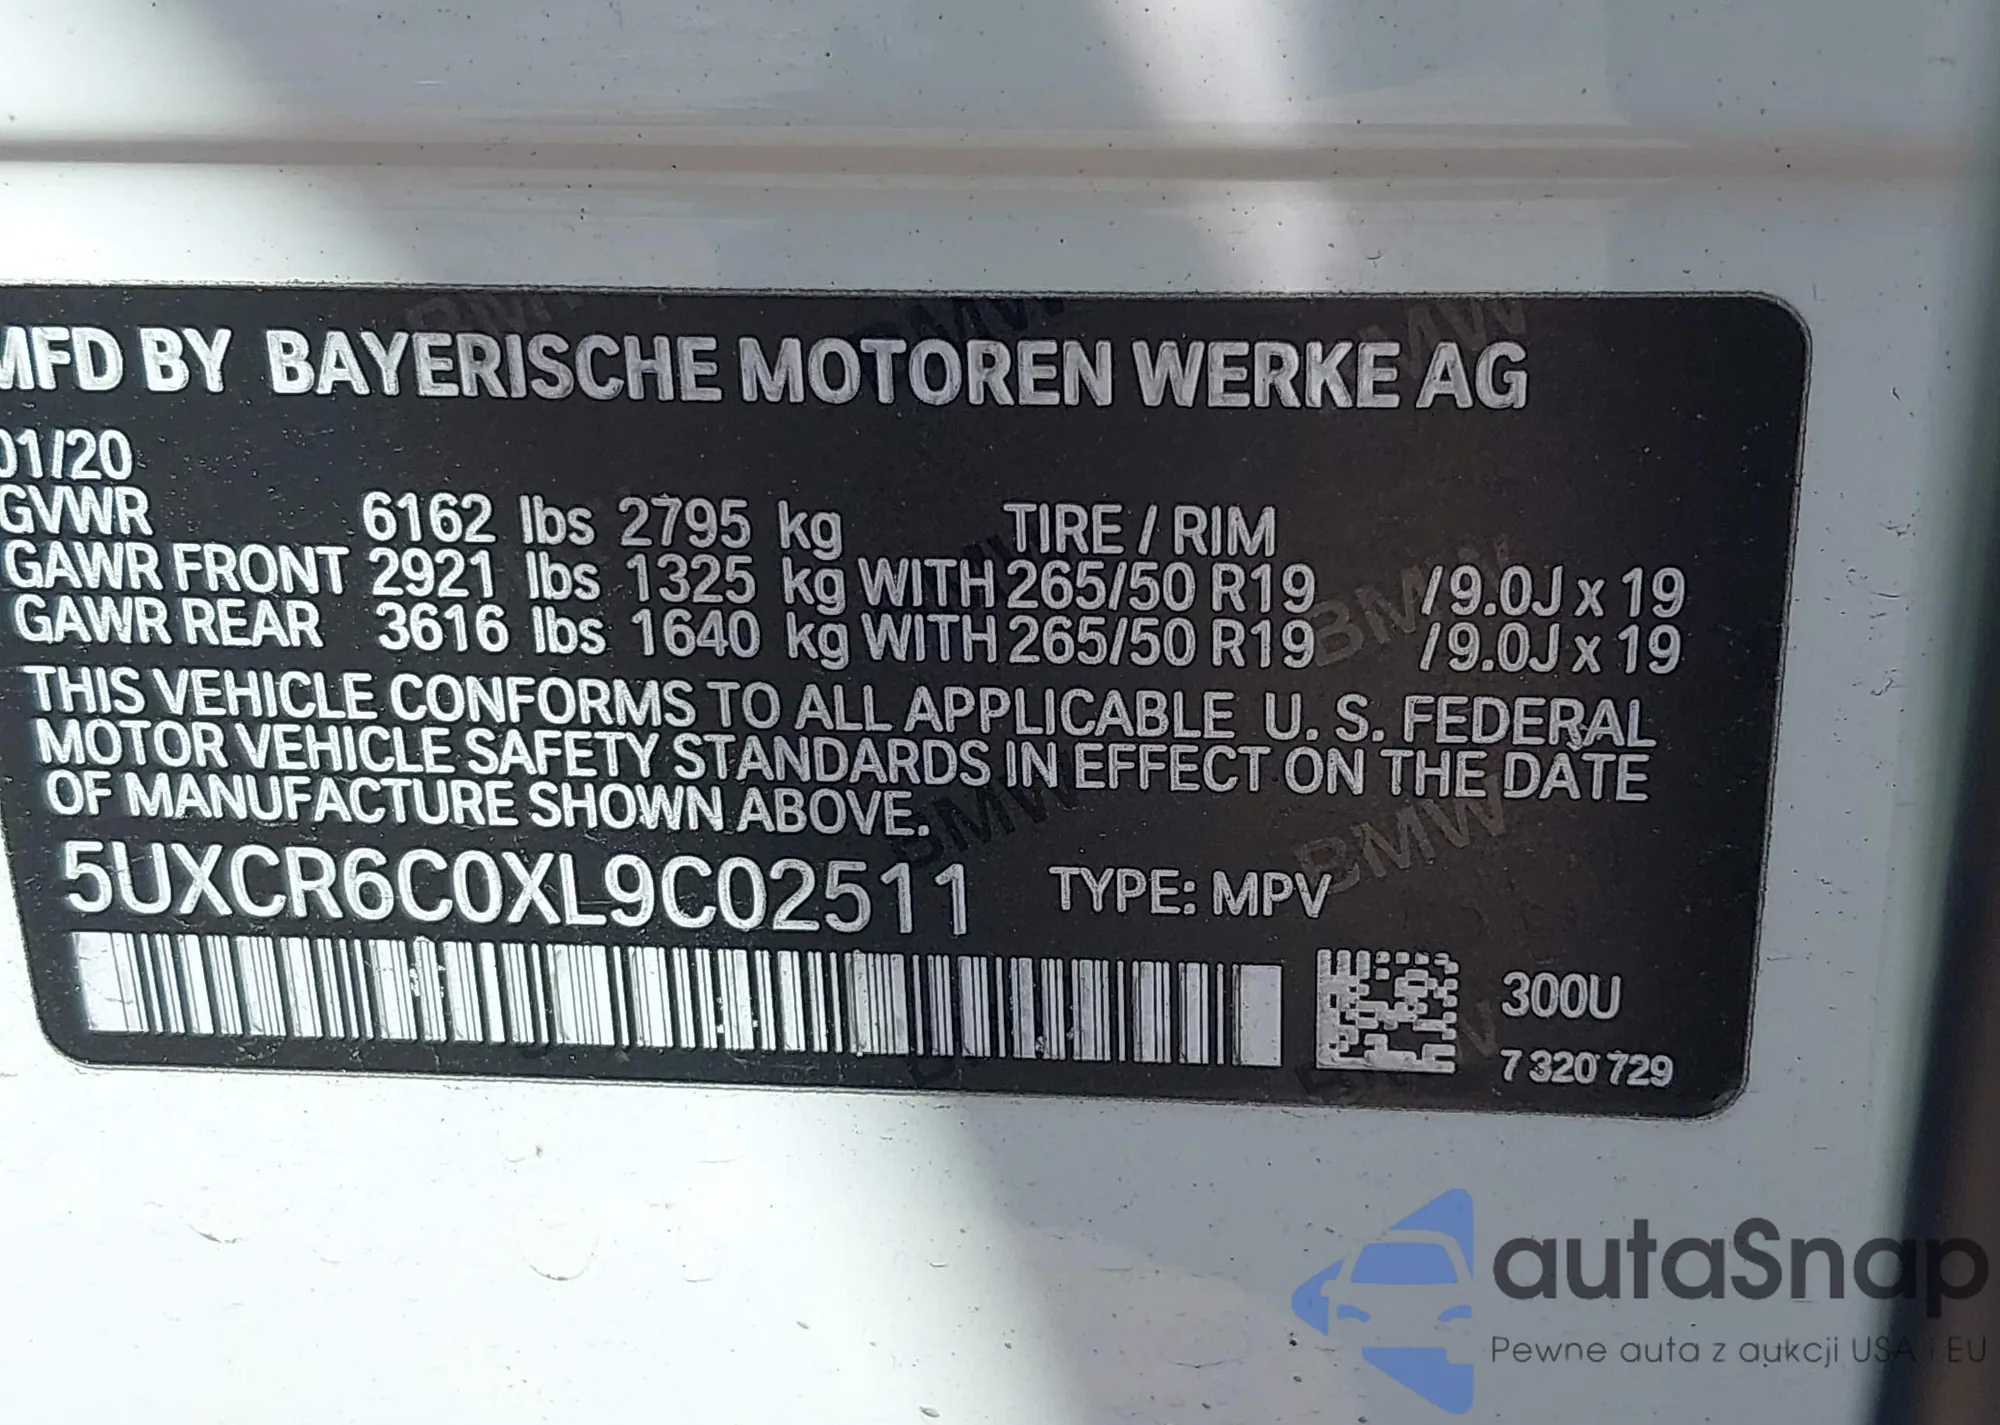 MFD BY BAYERISCHE MOTOREN WERKE AG
01/20
GVWR 6162 lbs 2795 kg TIRE / RIM
GAWR FRONT 2921 lbs 1325 kg WITH 265/50 R19 /9.0J x 19
GAWR REAR 3616 lbs 1640 kg WITH 265/50 R19 /9.0J x 19
THIS VEHICLE CONFORMS TO ALL APPLICABLE U. S. FEDERAL
MOTOR VEHICLE SAFETY STANDARDS IN EFFECT ON THE DATE
OF MANUFACTURE SHOWN ABOVE.
5UXCR6C0XL9C02511 TYPE: MPV
300U
7 320 729
autaSnap
Pewne auta z aukcji USA i EU